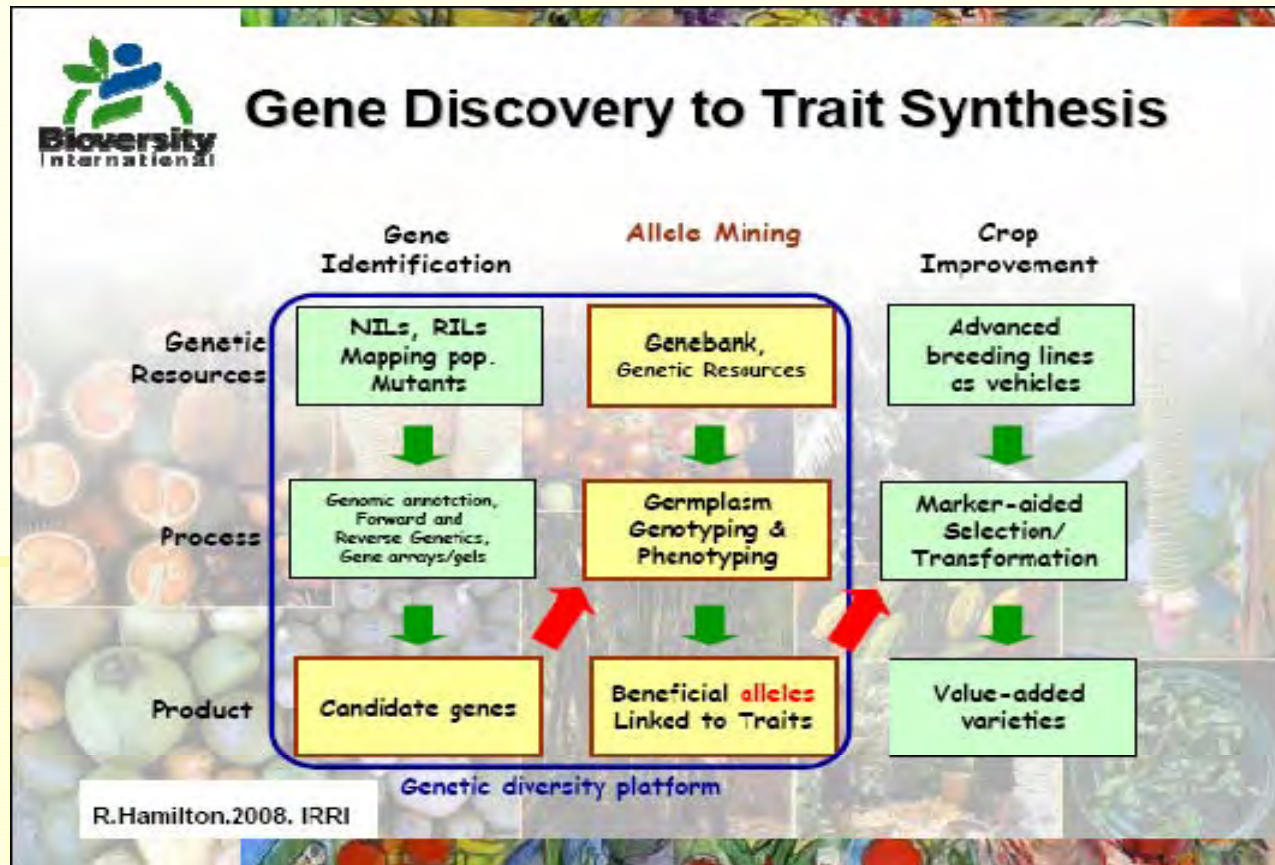 Bioversity
International
Gene Discovery to Trait Synthesis
Gene
Identification
Allele Mining
Crop
Improvement
Genetic
Resources
NILs, RILs
Mapping pop.
Mutants
Genebank,
Genetic Resources
Advanced
breeding lines
as vehicles
Process
Genomic annotation,
Forward and
Reverse Genetics,
Gene arrays/gels
Germplasm
Genotyping &
Phenotyping
Marker-aided
Selection/
Transformation
Product
Candidate genes
Beneficial alleles
Linked to Traits
Value-added
varieties
Genetic diversity platform
R.Hamilton.2008. IRRI